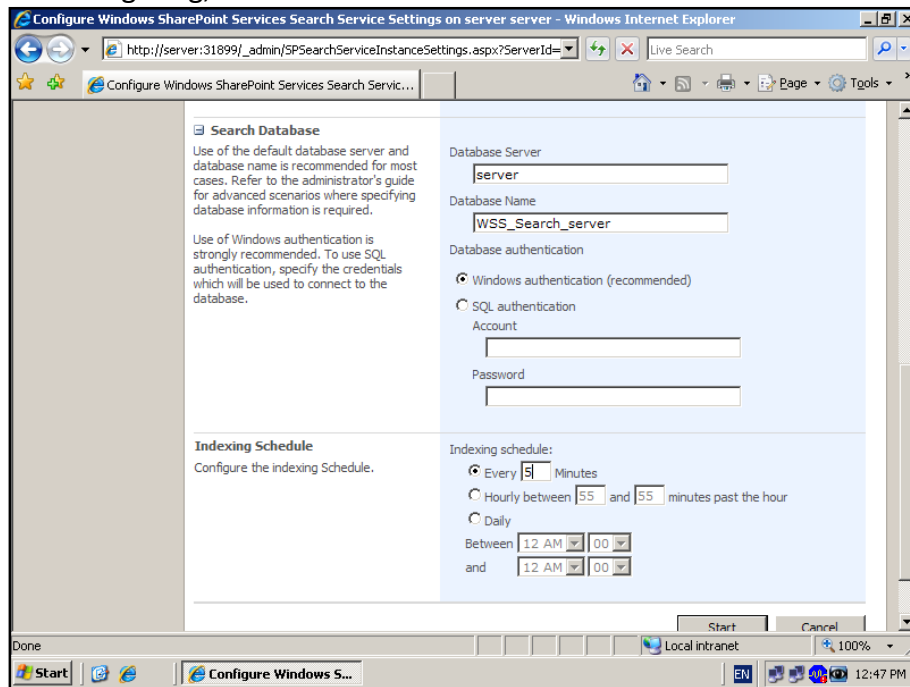 Configure Windows SharePoint Services Search Service Settings on server server - Windows Internet Explorer
http://server:31899/_admin/SPSearchServiceInstanceSettings.aspx?ServerId=
Live Search
Configure Windows SharePoint Services Search Servic...
Page
Tools
Search Database
Use of the default database server and
database name is recommended for most
cases. Refer to the administrator's guide
for advanced scenarios where specifying
database information is required.
Use of Windows authentication is
strongly recommended. To use SQL
authentication, specify the credentials
which will be used to connect to the
database.
Database Server
server
Database Name
WSS_Search_server
Database authentication
Windows authentication (recommended)
SQL authentication
Account
Password
Indexing Schedule
Configure the indexing Schedule.
Indexing schedule:
Every 5 Minutes
Hourly between 55 and 55 minutes past the hour
Daily
Between 12 AM 00
and 12 AM 00
Start Cancel
Done Local intranet 100%
Start Configure Windows S... EN 12:47 PM